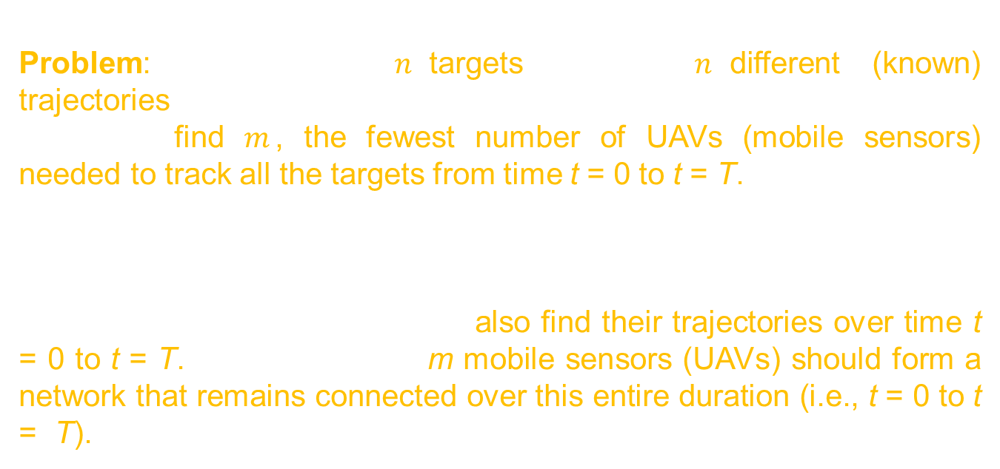 Problem: n targets n different (known)
trajectories
find m, the fewest number of UAVs (mobile sensors)
needed to track all the targets from time t = 0 to t = T.
also find their trajectories over time t
= 0 to t = T. m mobile sensors (UAVs) should form a
network that remains connected over this entire duration (i.e., t = 0 to t
= T).